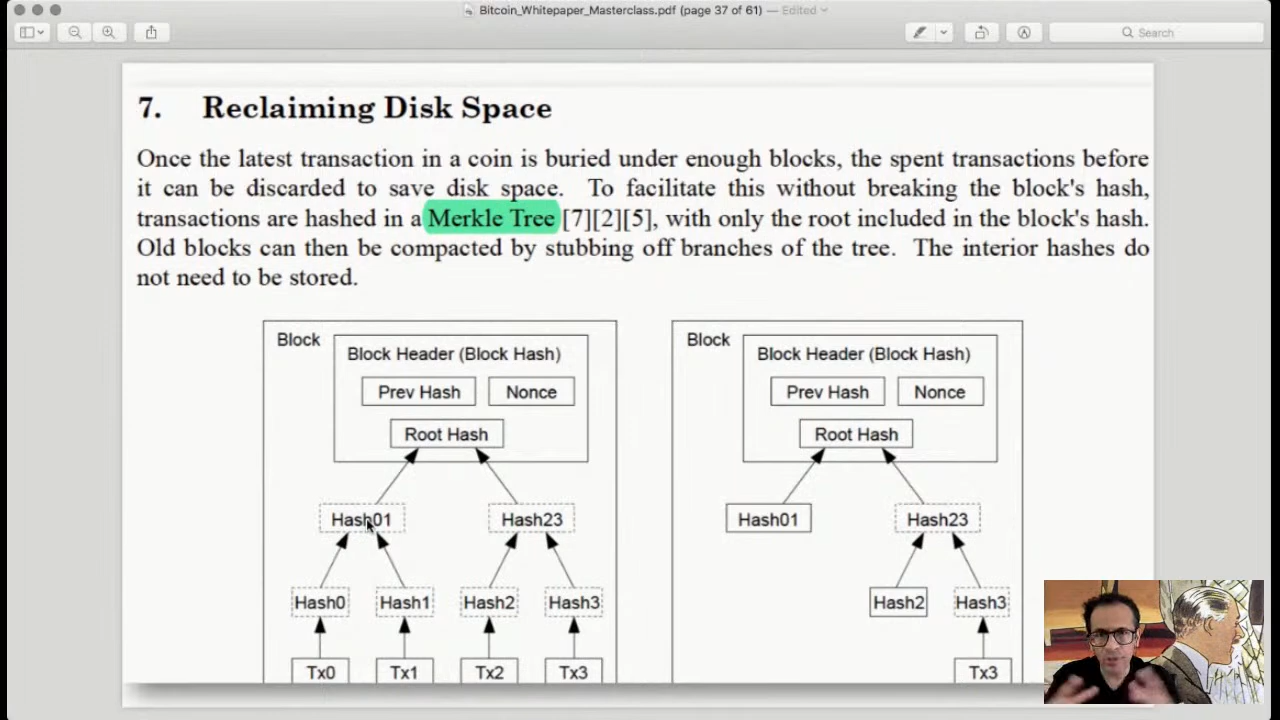 Bitcoin_Whitepaper_Masterclass.pdf (page 37 of 61) — Edited
Search
7. Reclaiming Disk Space
Once the latest transaction in a coin is buried under enough blocks, the spent transactions before
it can be discarded to save disk space. To facilitate this without breaking the block's hash,
transactions are hashed in a Merkle Tree [7][2][5], with only the root included in the block's hash.
Old blocks can then be compacted by stubbing off branches of the tree. The interior hashes do
not need to be stored.
Block
Block Header (Block Hash)
Prev Hash
Nonce
Root Hash
Hash01
Hash23
Hash0
Hash1
Hash2
Hash3
Tx0
Tx1
Tx2
Tx3
Block
Block Header (Block Hash)
Prev Hash
Nonce
Root Hash
Hash01
Hash23
Hash2
Hash3
Tx3